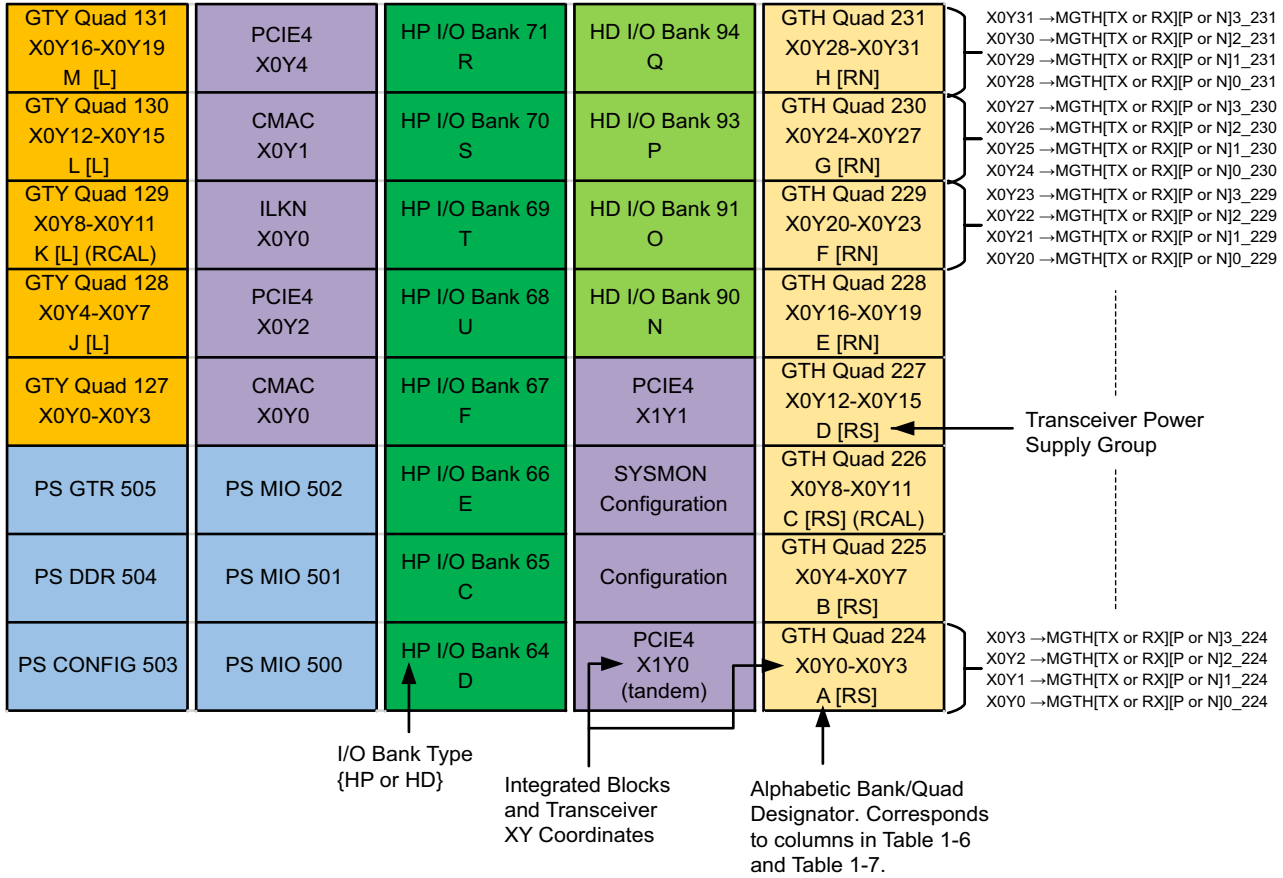 GTY Quad 131
X0Y16-X0Y19
M [L]
PCIE4
X0Y4
HP I/O Bank 71
R
HD I/O Bank 94
Q
GTH Quad 231
X0Y28-X0Y31
H [RN]
X0Y31 →MGTH[TX or RX][P or N]3_231
X0Y30 →MGTH[TX or RX][P or N]2_231
X0Y29 →MGTH[TX or RX][P or N]1_231
X0Y28 →MGTH[TX or RX][P or N]0_231
GTY Quad 130
X0Y12-X0Y15
L [L]
CMAC
X0Y1
HP I/O Bank 70
S
HD I/O Bank 93
P
GTH Quad 230
X0Y24-X0Y27
G [RN]
X0Y27 →MGTH[TX or RX][P or N]3_230
X0Y26 →MGTH[TX or RX][P or N]2_230
X0Y25 →MGTH[TX or RX][P or N]1_230
X0Y24 →MGTH[TX or RX][P or N]0_230
GTY Quad 129
X0Y8-X0Y11
K [L] (RCAL)
ILKN
X0Y0
HP I/O Bank 69
T
HD I/O Bank 91
O
GTH Quad 229
X0Y20-X0Y23
F [RN]
X0Y23 →MGTH[TX or RX][P or N]3_229
X0Y22 →MGTH[TX or RX][P or N]2_229
X0Y21 →MGTH[TX or RX][P or N]1_229
X0Y20 →MGTH[TX or RX][P or N]0_229
GTY Quad 128
X0Y4-X0Y7
J [L]
PCIE4
X0Y2
HP I/O Bank 68
U
HD I/O Bank 90
N
GTH Quad 228
X0Y16-X0Y19
E [RN]
GTY Quad 127
X0Y0-X0Y3
CMAC
X0Y0
HP I/O Bank 67
F
PCIE4
X1Y1
GTH Quad 227
X0Y12-X0Y15
D [RS]
Transceiver Power
Supply Group
PS GTR 505
PS MIO 502
HP I/O Bank 66
E
SYSMON
Configuration
GTH Quad 226
X0Y8-X0Y11
C [RS] (RCAL)
PS DDR 504
PS MIO 501
HP I/O Bank 65
C
Configuration
GTH Quad 225
X0Y4-X0Y7
B [RS]
PS CONFIG 503
PS MIO 500
HP I/O Bank 64
D
PCIE4
X1Y0
(tandem)
GTH Quad 224
X0Y0-X0Y3
A [RS]
X0Y3 →MGTH[TX or RX][P or N]3_224
X0Y2 →MGTH[TX or RX][P or N]2_224
X0Y1 →MGTH[TX or RX][P or N]1_224
X0Y0 →MGTH[TX or RX][P or N]0_224
I/O Bank Type
{HP or HD}
Integrated Blocks
and Transceiver
XY Coordinates
Alphabetic Bank/Quad
Designator. Corresponds
to columns in Table 1-6
and Table 1-7.